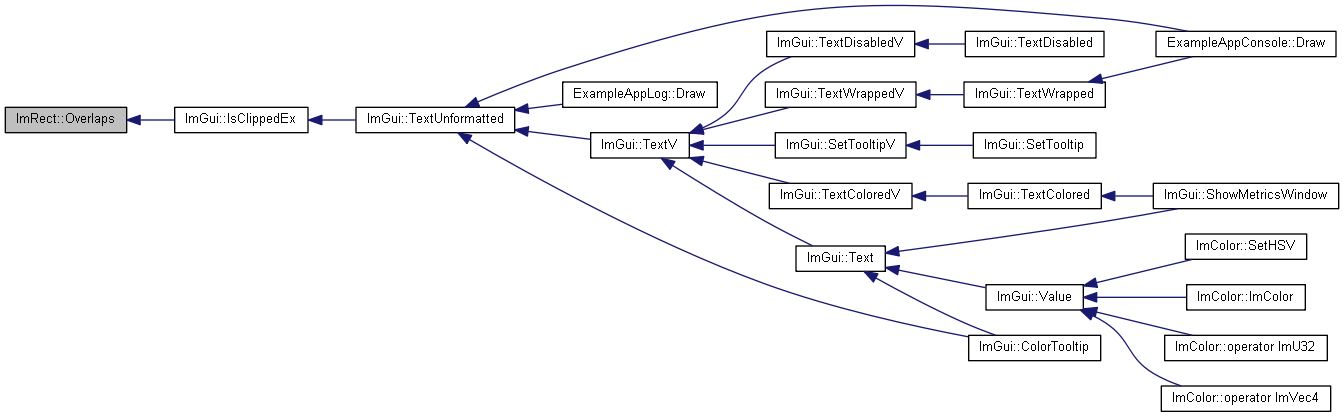 ImRect::Overlaps
ImGui::IsClippedEx
ImGui::TextUnformatted
ExampleAppLog::Draw
ImGui::TextV
ImGui::TextDisabledV
ImGui::TextDisabled
ExampleAppConsole::Draw
ImGui::TextWrappedV
ImGui::TextWrapped
ImGui::SetTooltipV
ImGui::SetTooltip
ImGui::TextColoredV
ImGui::TextColored
ImGui::ShowMetricsWindow
ImGui::Text
ImGui::Value
ImColor::SetHSV
ImColor::ImColor
ImColor::operator ImU32
ImColor::operator ImVec4
ImGui::ColorTooltip